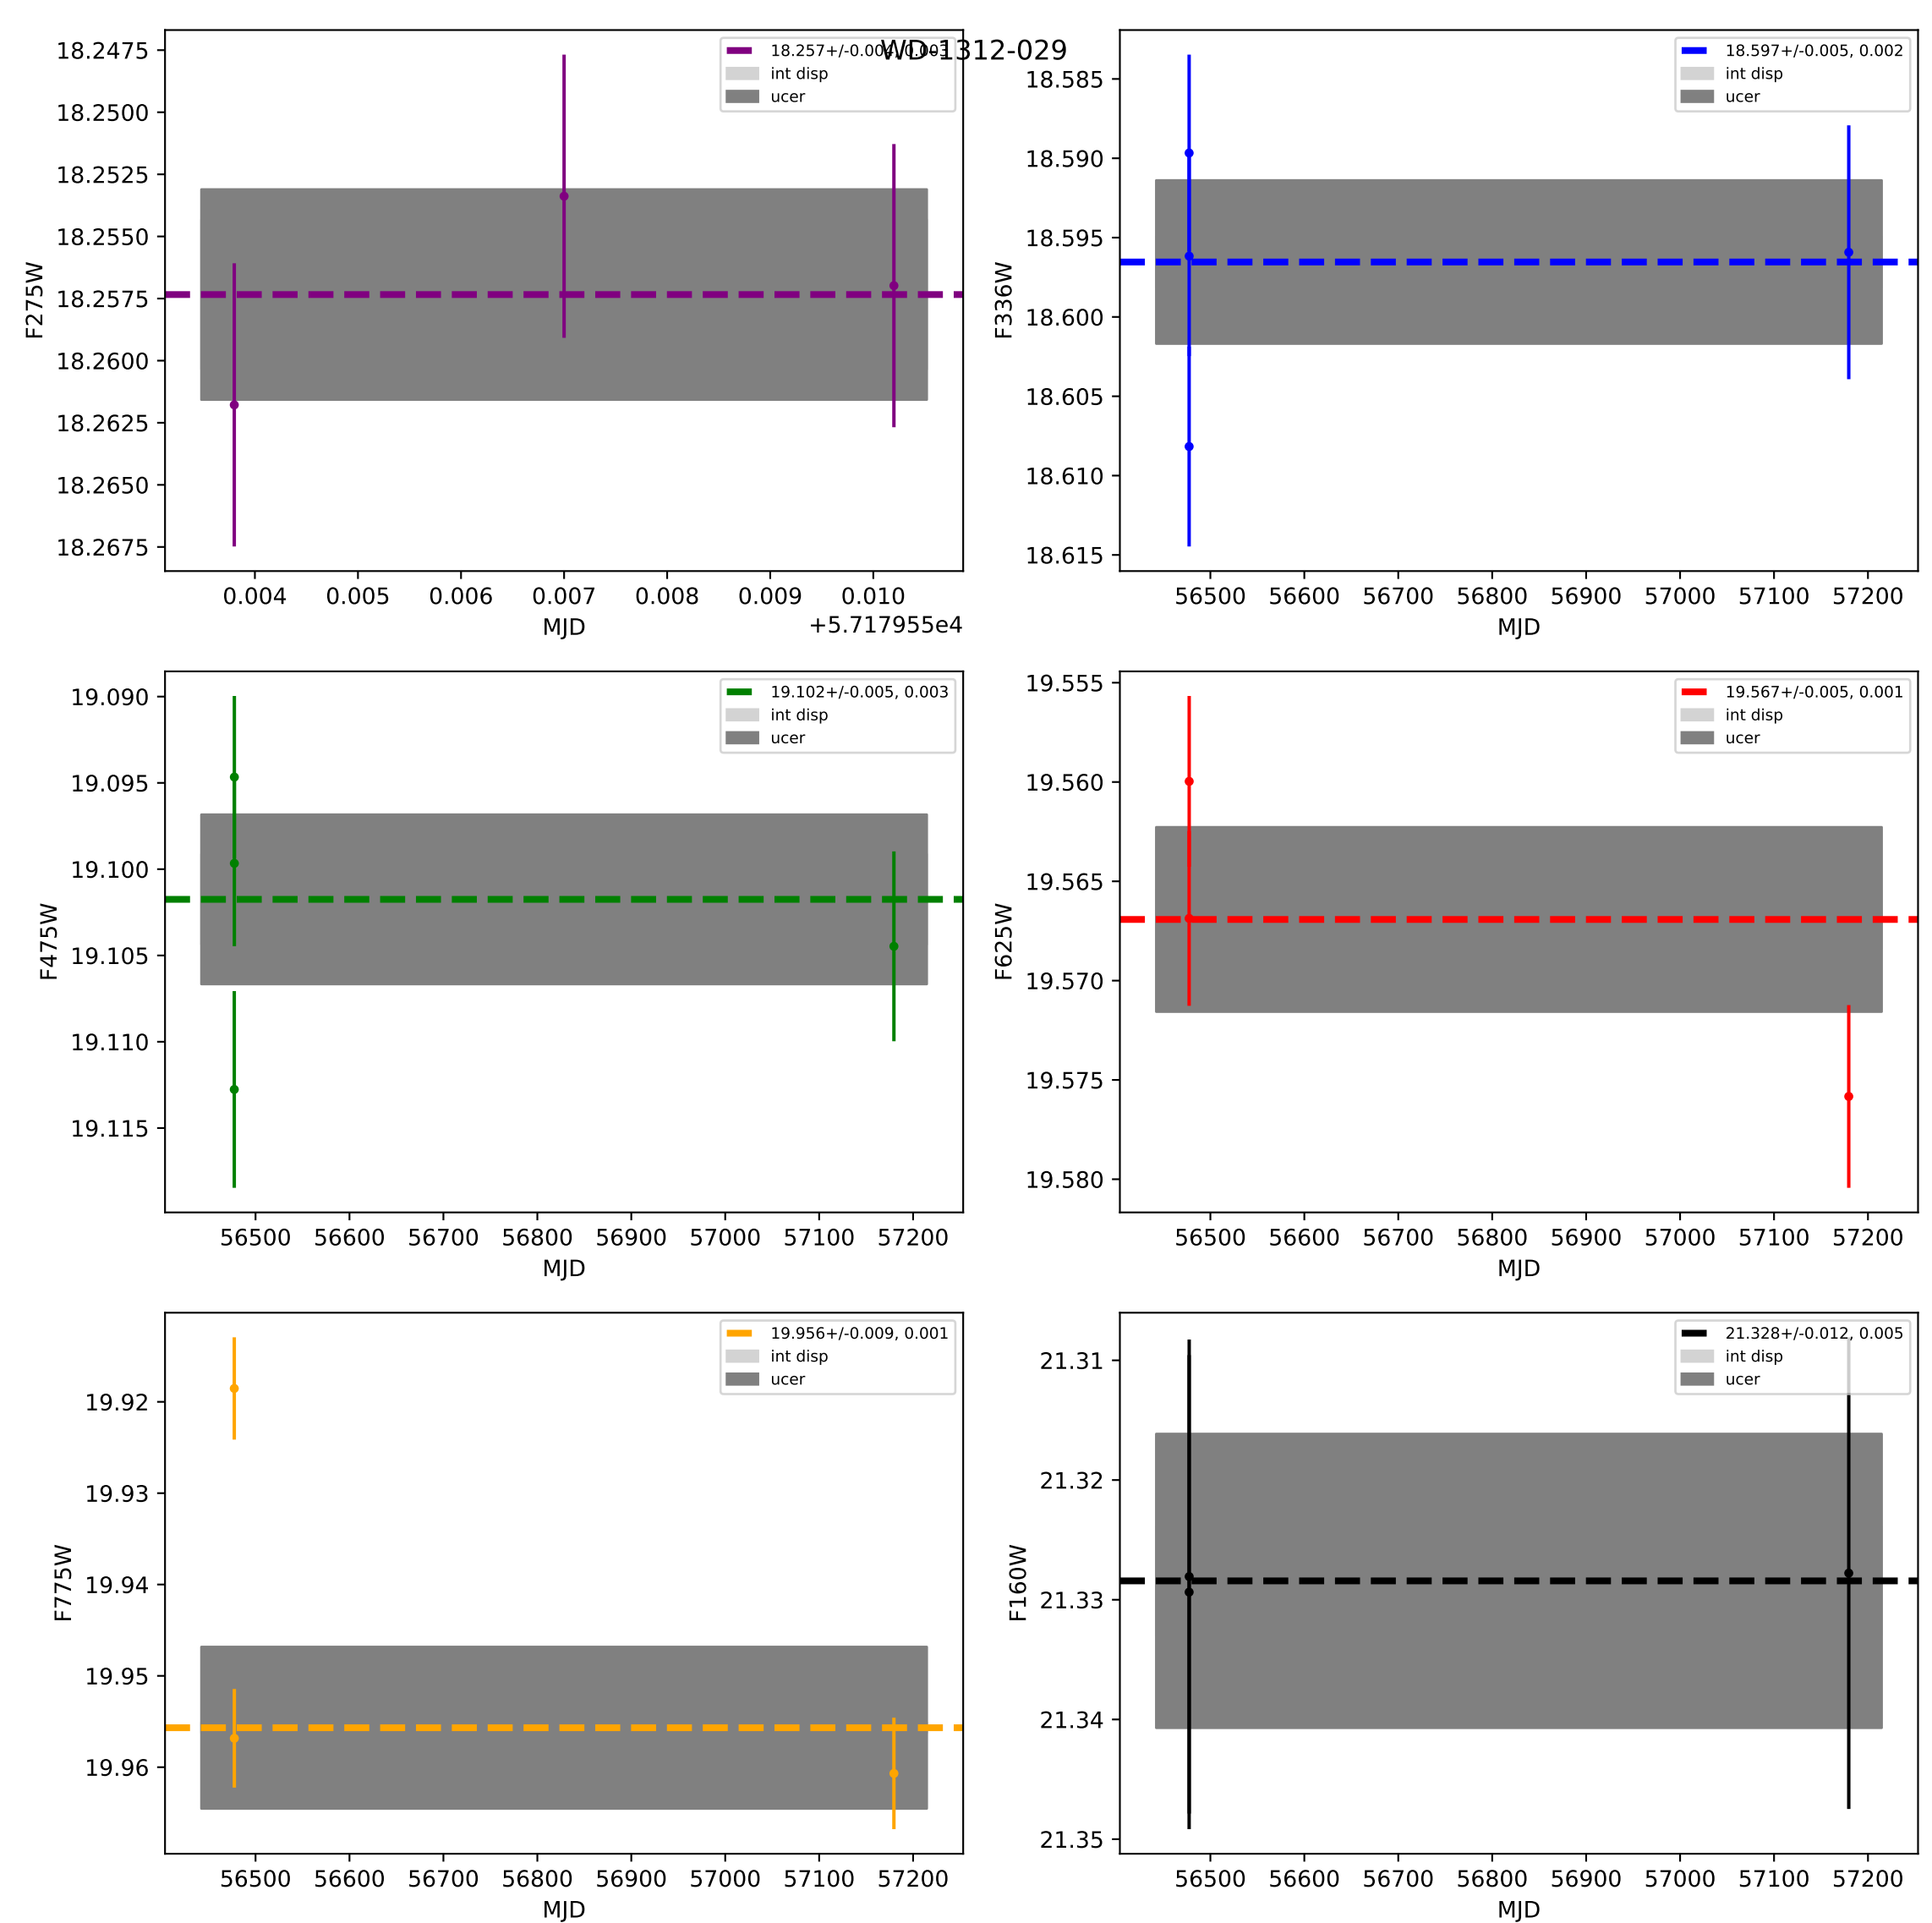 WD-1312-029
18.2475
18.2500
18.2525
18.2550
18.2575
18.2600
18.2625
18.2650
18.2675
F275W
18.257+/-0.004, 0.003
int disp
ucer
0.004 0.005 0.006 0.007 0.008 0.009 0.010
+5.717955e4
MJD
18.585
18.590
18.595
18.600
18.605
18.610
18.615
F336W
18.597+/-0.005, 0.002
int disp
ucer
56500 56600 56700 56800 56900 57000 57100 57200
MJD
19.090
19.095
19.100
19.105
19.110
19.115
F475W
19.102+/-0.005, 0.003
int disp
ucer
56500 56600 56700 56800 56900 57000 57100 57200
MJD
19.555
19.560
19.565
19.570
19.575
19.580
F625W
19.567+/-0.005, 0.001
int disp
ucer
56500 56600 56700 56800 56900 57000 57100 57200
MJD
19.92
19.93
19.94
19.95
19.96
F775W
19.956+/-0.009, 0.001
int disp
ucer
56500 56600 56700 56800 56900 57000 57100 57200
MJD
21.31
21.32
21.33
21.34
21.35
F160W
21.328+/-0.012, 0.005
int disp
ucer
56500 56600 56700 56800 56900 57000 57100 57200
MJD